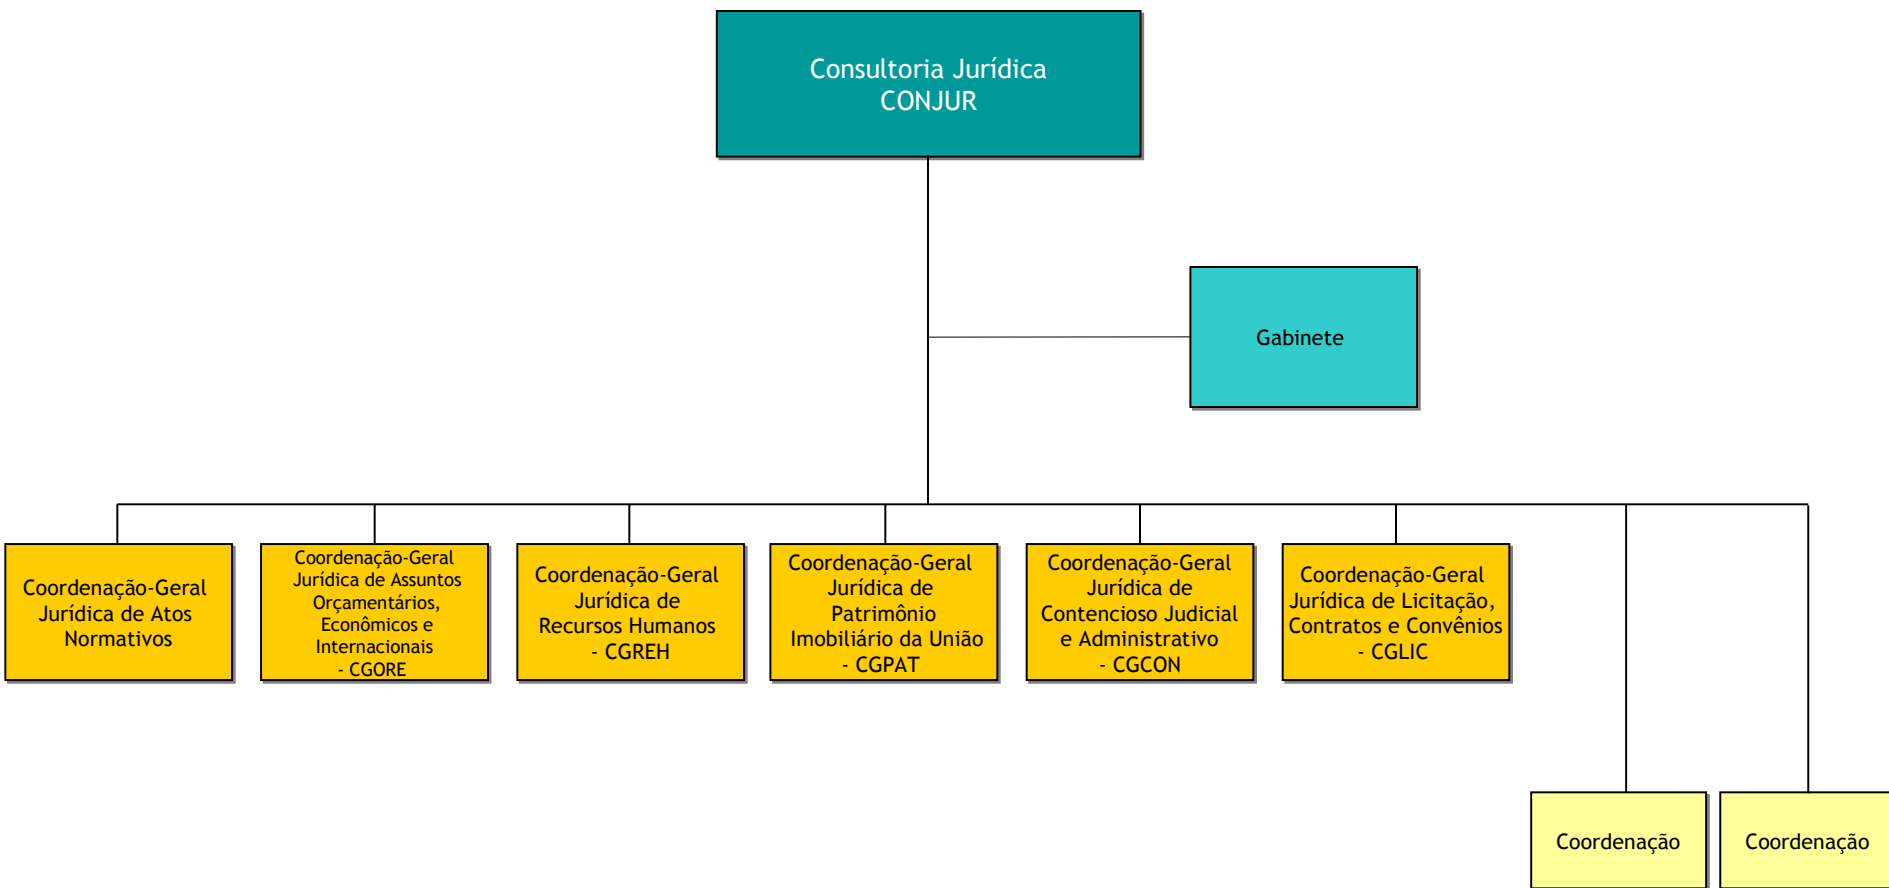 Consultoria Jurídica
CONJUR
Gabinete
Coordenação-Geral
Jurídica de Atos
Normativos
Coordenação-Geral
Jurídica de Assuntos
Orçamentários,
Econômicos e
Internacionais
- CGORE
Coordenação-Geral
Jurídica de
Recursos Humanos
- CGREH
Coordenação-Geral
Jurídica de
Patrimônio
Imobiliário da União
- CGPAT
Coordenação-Geral
Jurídica de
Contencioso Judicial
e Administrativo
- CGCON
Coordenação-Geral
Jurídica de Licitação,
Contratos e Convênios
- CGLIC
Coordenação
Coordenação